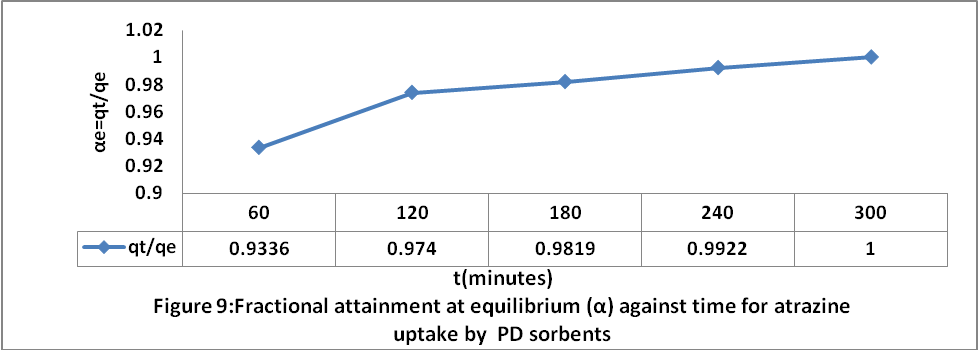 1.02
1
0.98
0.96
0.94
0.92
0.9
αe=qt/qe
60 120 180 240 300
qt/qe 0.9336 0.974 0.9819 0.9922 1
t(minutes)
Figure 9:Fractional attainment at equilibrium (α) against time for atrazine
uptake by PD sorbents